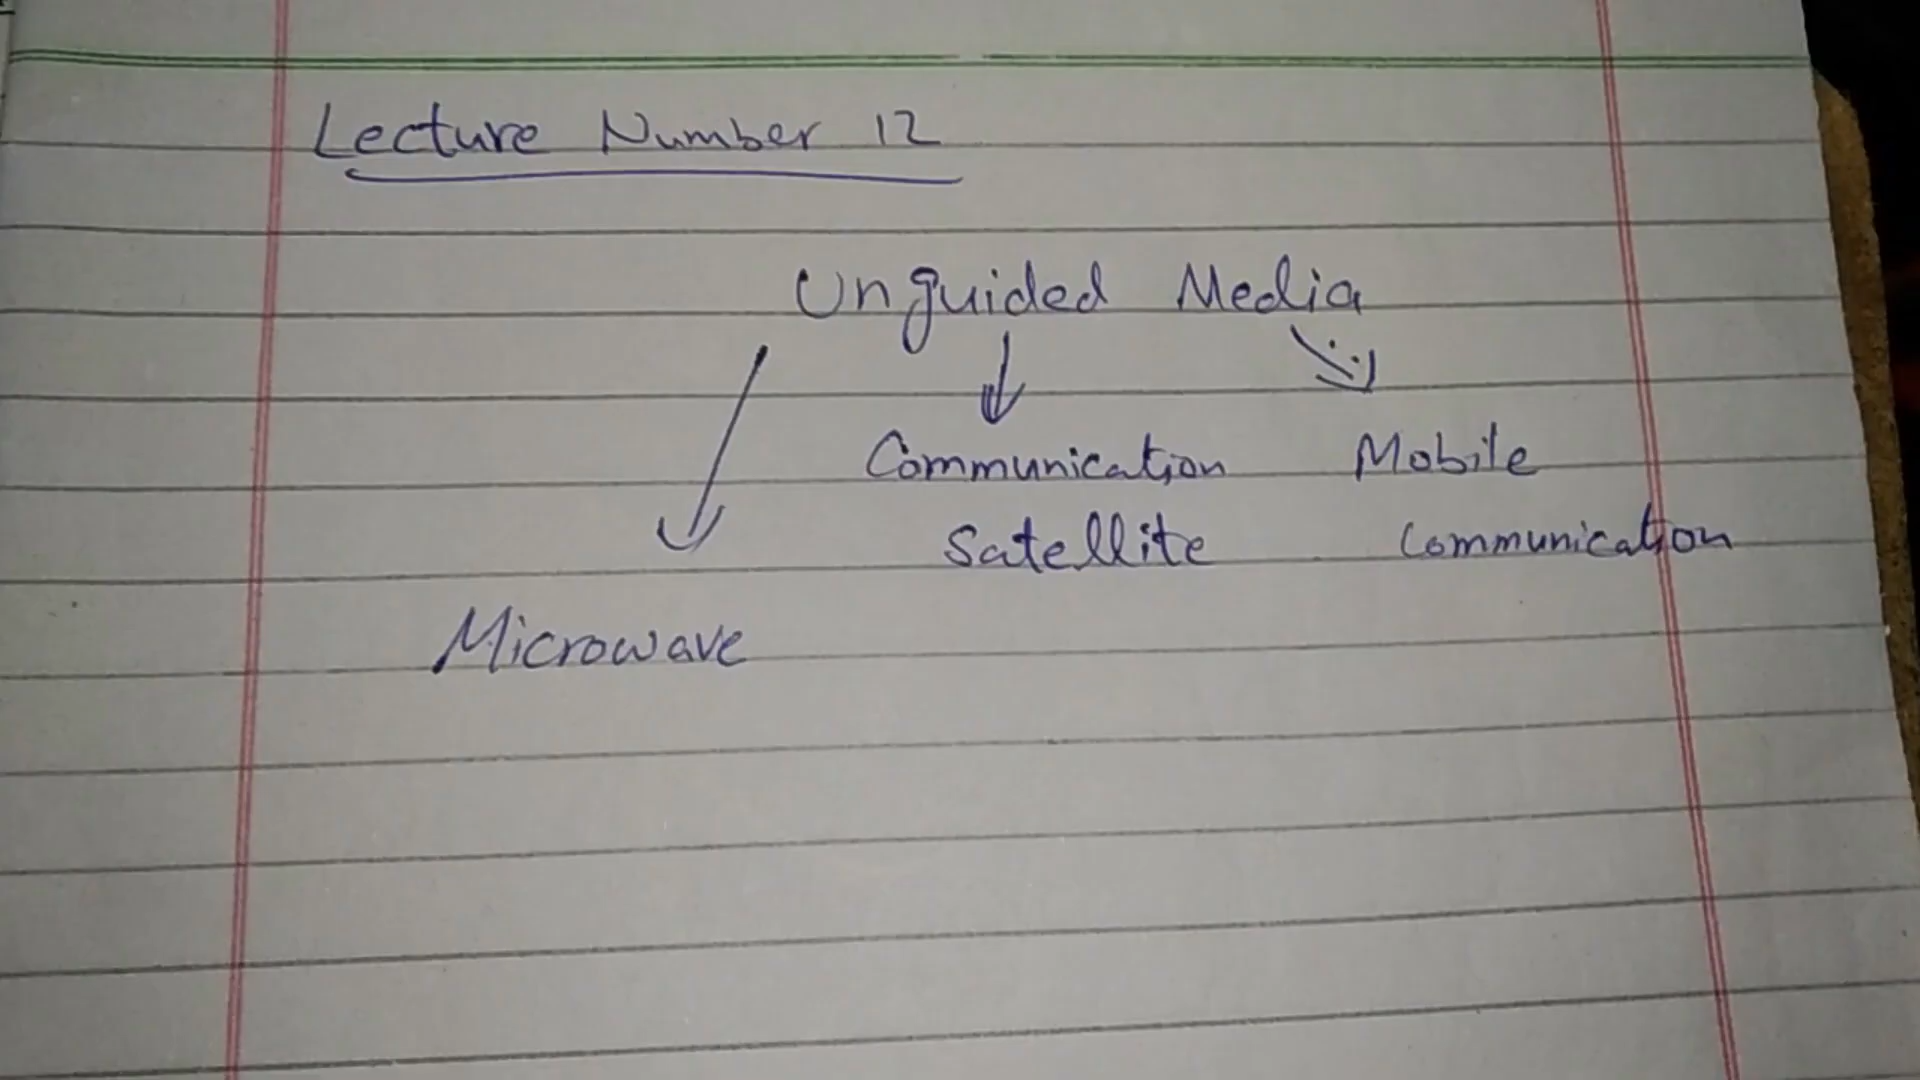 Lecture Number 12
Unguided Media
Communication Mobile
Satellite Communication
Microwave